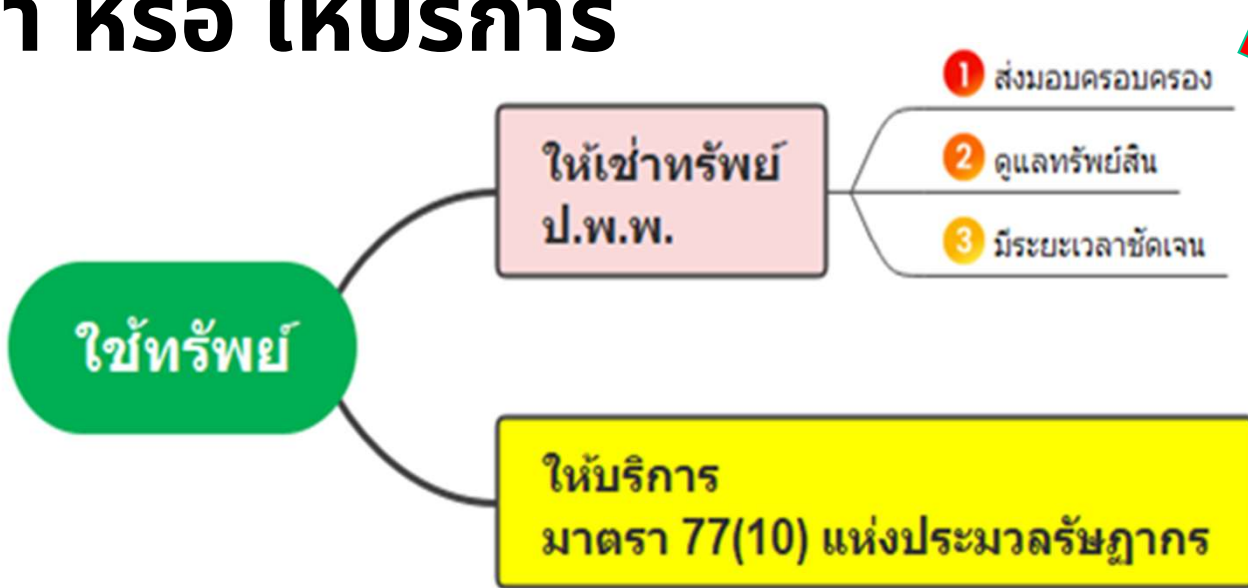 หรือ ให้บริการ
1 ส่งมอบครอบครอง
ให้เช่าทรัพย์
ป.พ.พ.
2 ดูแลทรัพย์สิน
3 มีระยะเวลาชัดเจน
ใช้ทรัพย์
ให้บริการ
มาตรา 77(10) แห่งประมวลรัษฎากร